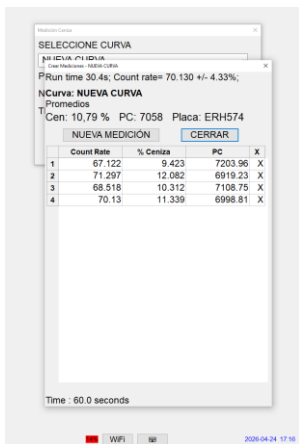 Medicion Ceniza
SELECCIONE CURVA
NUEVA CURVA
Crear Mediciones - NUEVA CURVA
Run time 30.4s; Count rate= 70.130 +/- 4.33%;
Curva: NUEVA CURVA
Promedios
Cen: 10,79 % PC: 7058 Placa: ERH574
NUEVA MEDICIÓN CERRAR
Count Rate % Ceniza PC X
1 67.122 9.423 7203.96 X
2 71.297 12.082 6919.23 X
3 68.518 10.312 7108.75 X
4 70.13 11.339 6998.81 X
Time : 60.0 seconds
WiFi
2026-04-24 17:16